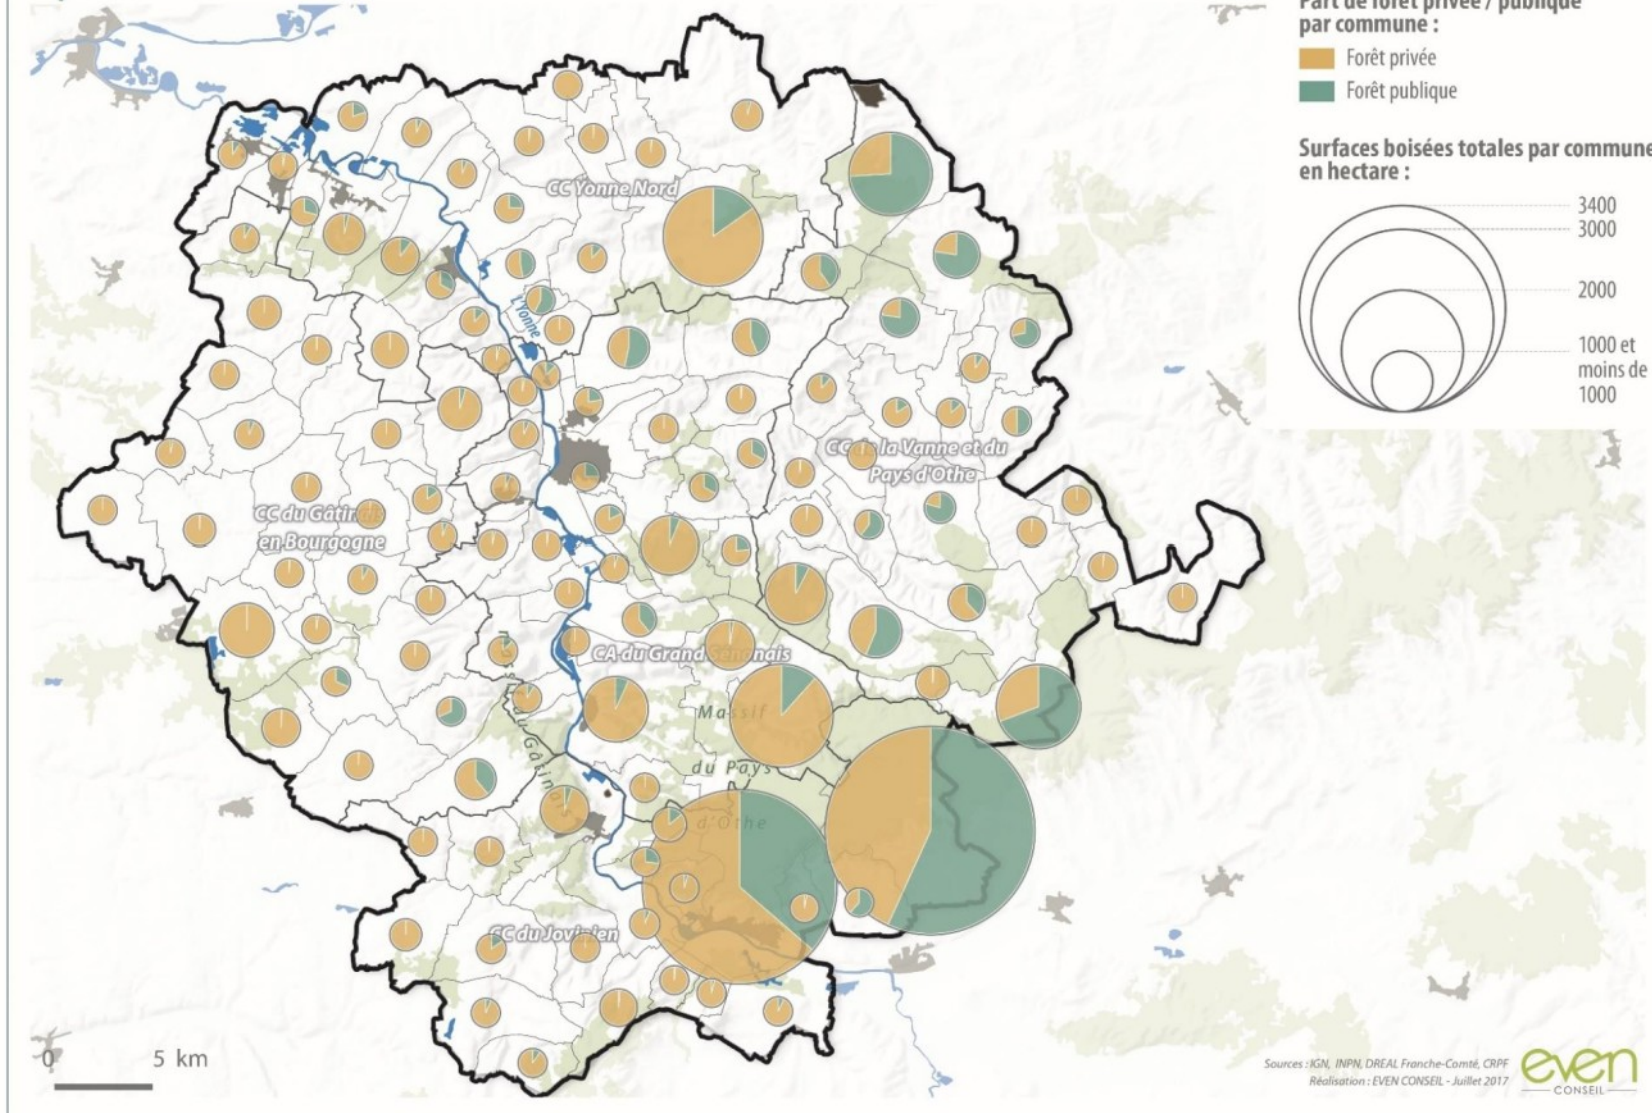 Part de forêt privée / publique
par commune :
Forêt privée
Forêt publique
Surfaces boisées totales par commune
en hectare :
3400
3000
2000
1000 et
moins de
1000
CC Yonne Nord
L'Yonne
CC de la Vanne et du
Pays d'Othe
CC du Gâtinais
en Bourgogne
CA du Grand Sénonais
Massif
du Pays
d'Othe
du Gâtinais
CC du Jovinien
0 5 km
Sources : IGN, INPN, DREAL Franche-Comté, CRPF
Réalisation : EVEN CONSEIL - Juillet 2017
even
CONSEIL